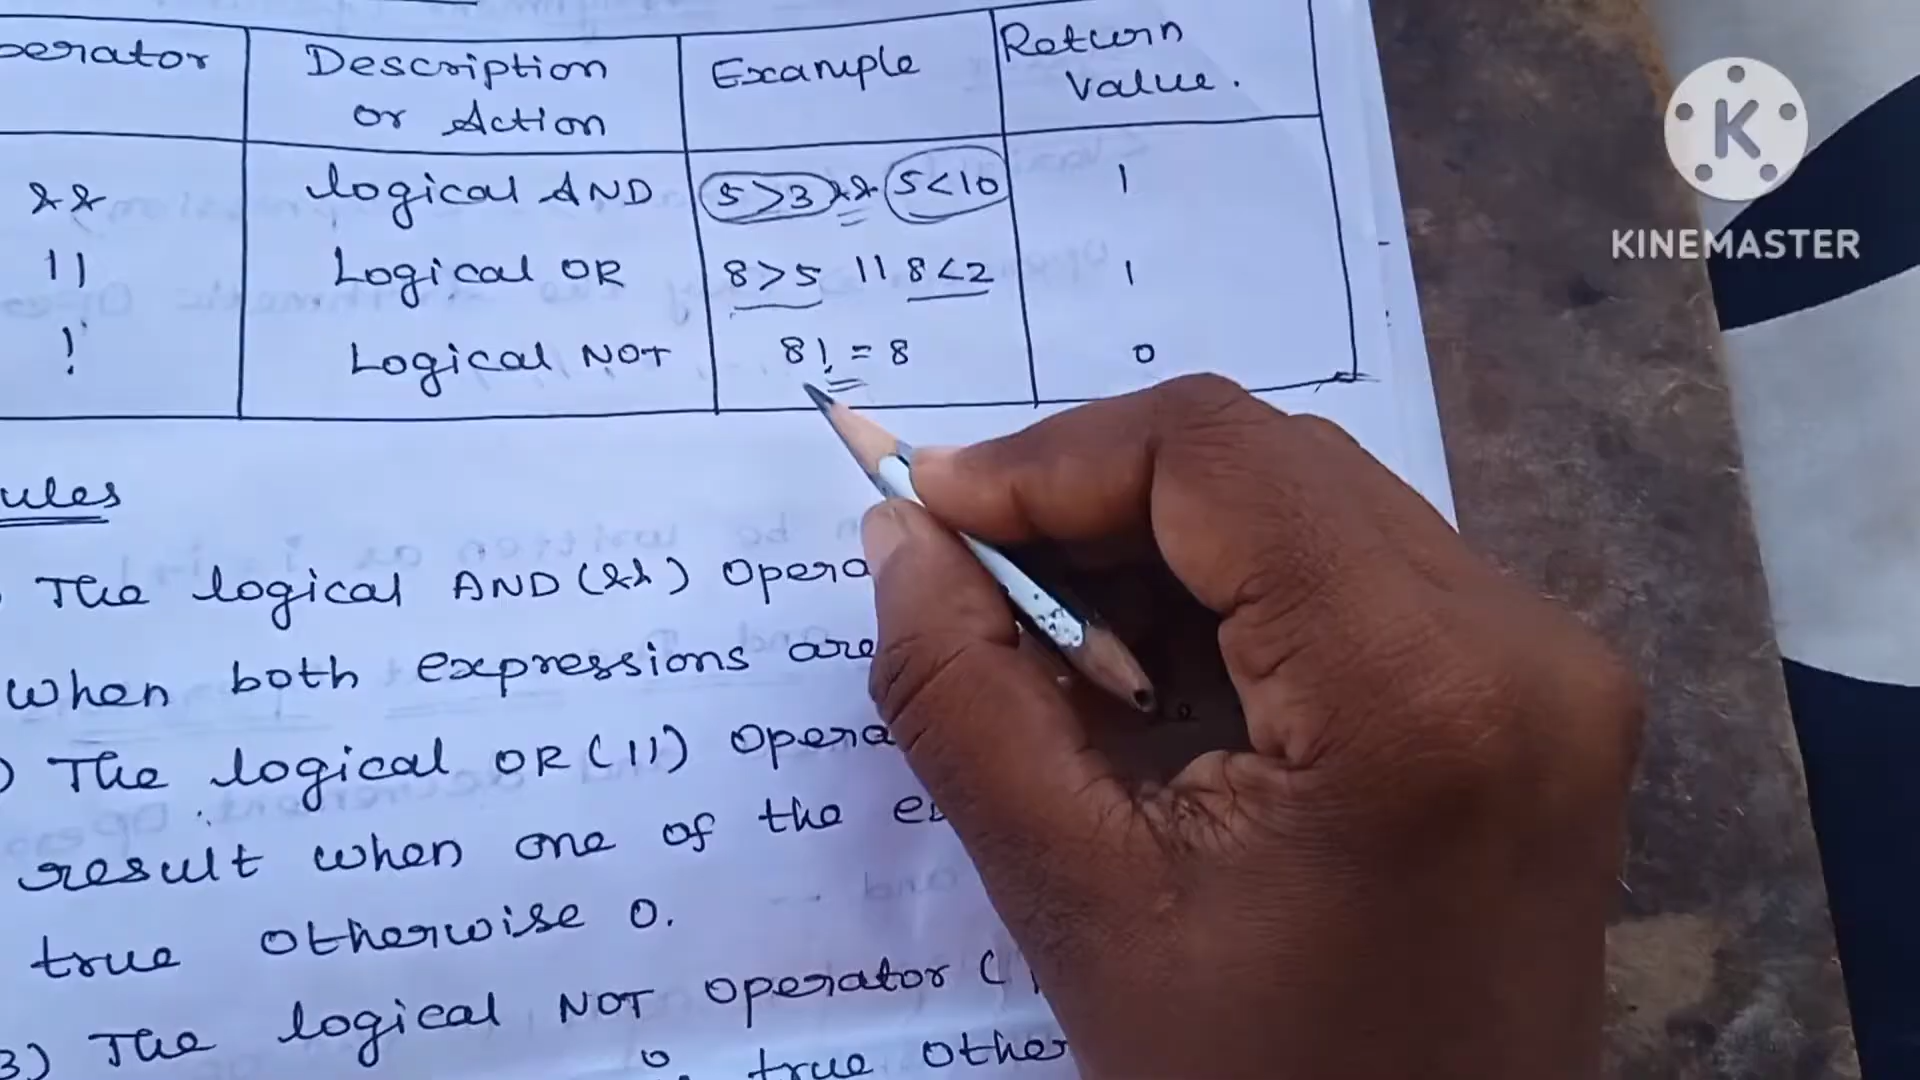 perator Description or Action Example Return Value.
&& logical AND 5>3 && 5<10 1
|| Logical OR 8>5 || 8<2 1
! Logical NOT 8! = 8 0
KINEMASTER
ules
The logical AND (&&) opera
when both expressions are
) The logical OR (||) opera
result when one of the e
true otherwise 0.
3) The logical NOT operator (
0 true other